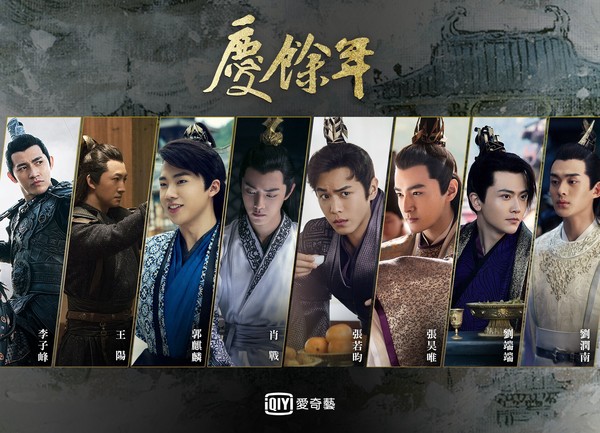 慶餘年
李子峰
王陽
郭麒麟
肖戰
張若昀
張昊唯
劉端端
劉潤南
iQIYI 愛奇藝